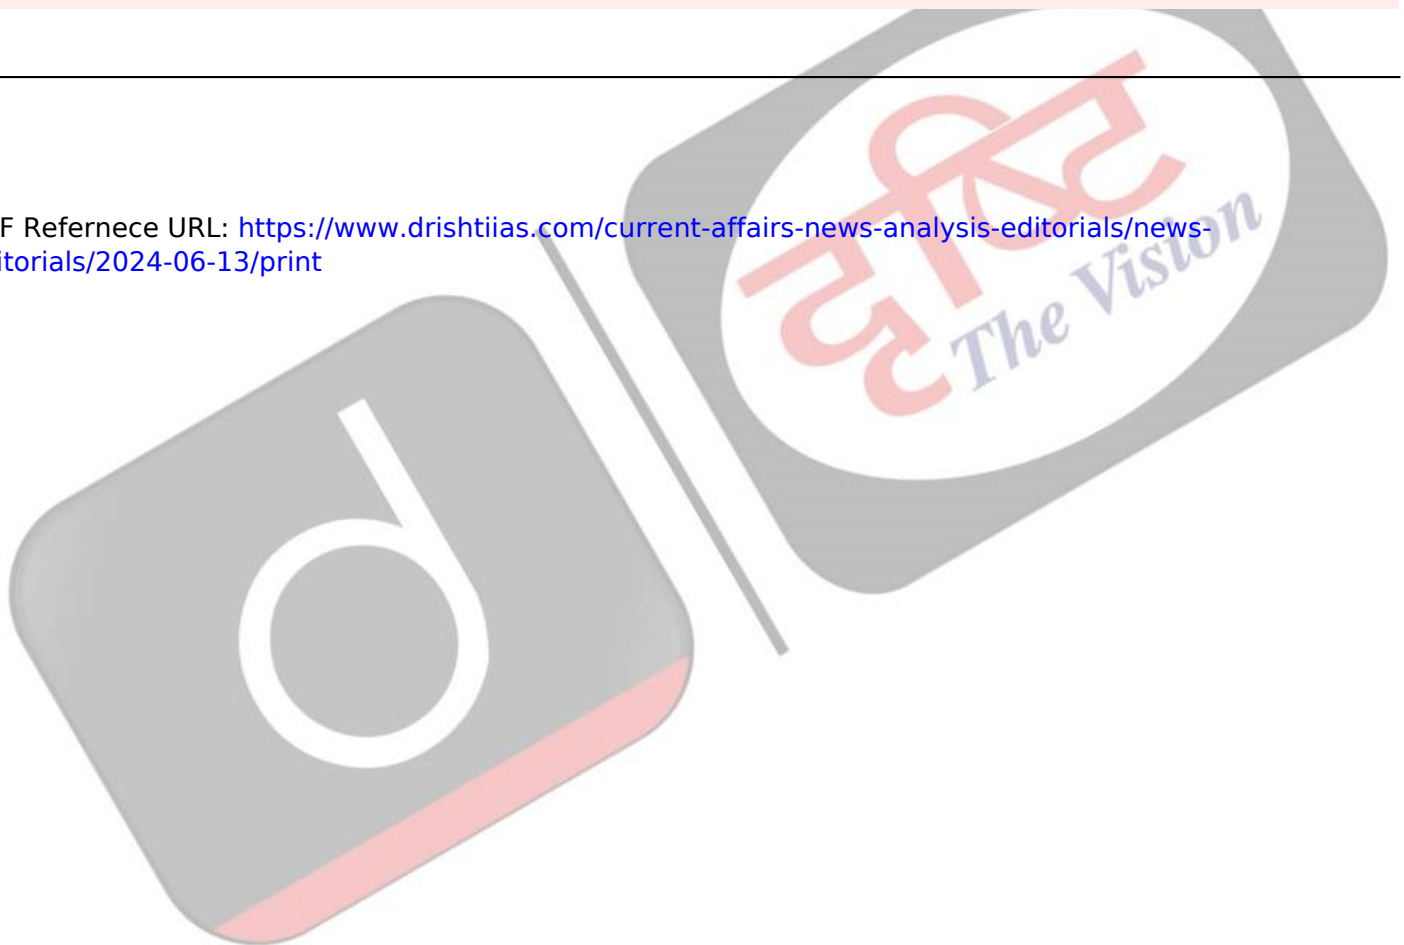 F Refernece URL: https://www.drishtiias.com/current-affairs-news-analysis-editorials/news-
itorials/2024-06-13/print
दृष्टि
The Vision
d